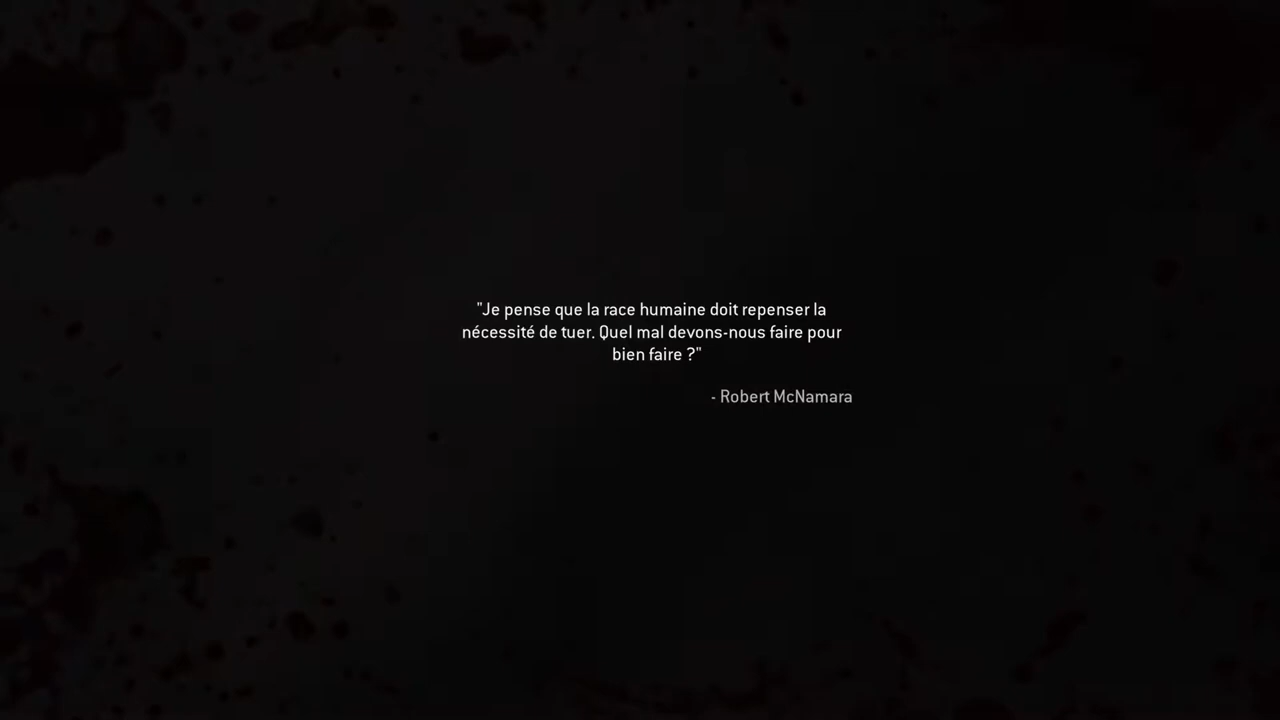 "Je pense que la race humaine doit repenser la
nécessité de tuer. Quel mal devons-nous faire pour
bien faire ?"
- Robert McNamara